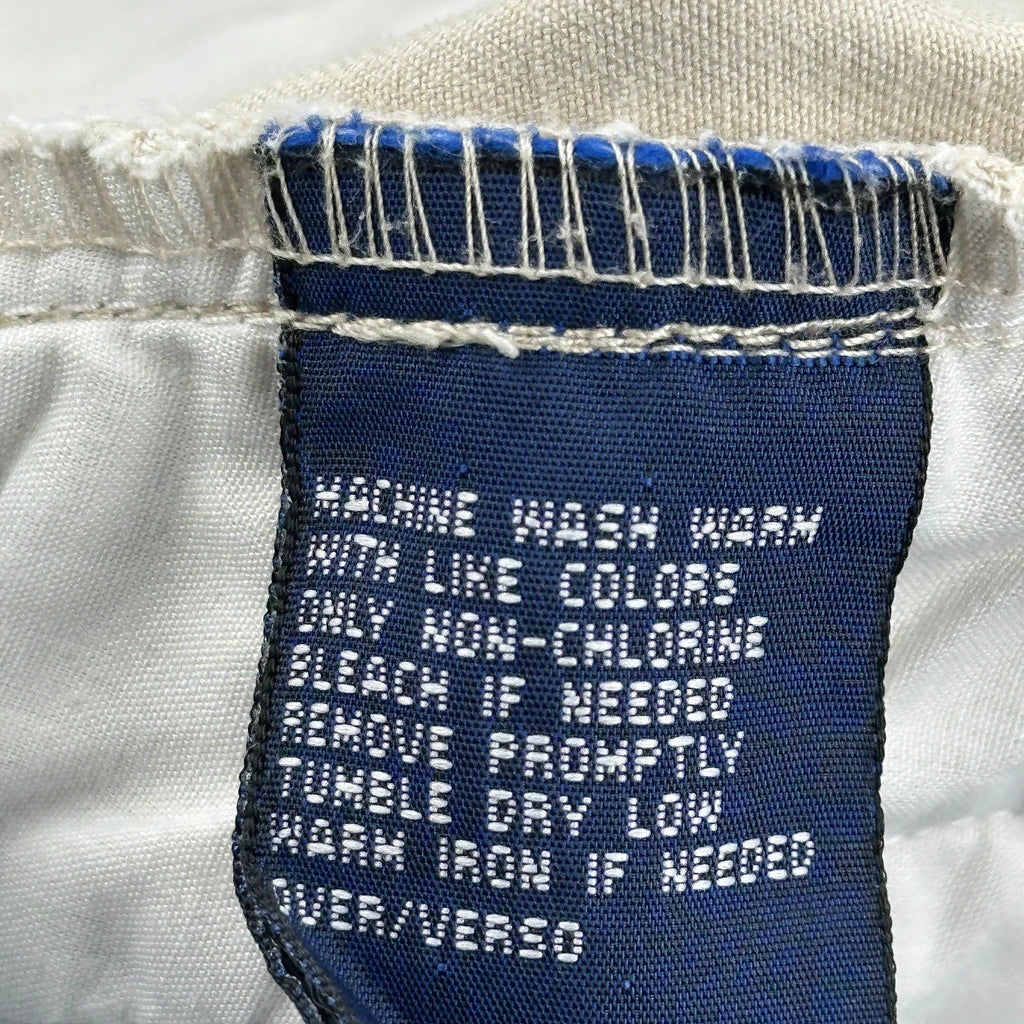 MACHINE WASH WARM
WITH LIKE COLORS
ONLY NON-CHLORINE
BLEACH IF NEEDED
REMOVE PROMPTLY
TUMBLE DRY LOW
WARM IRON IF NEEDED
OVER/VERSO